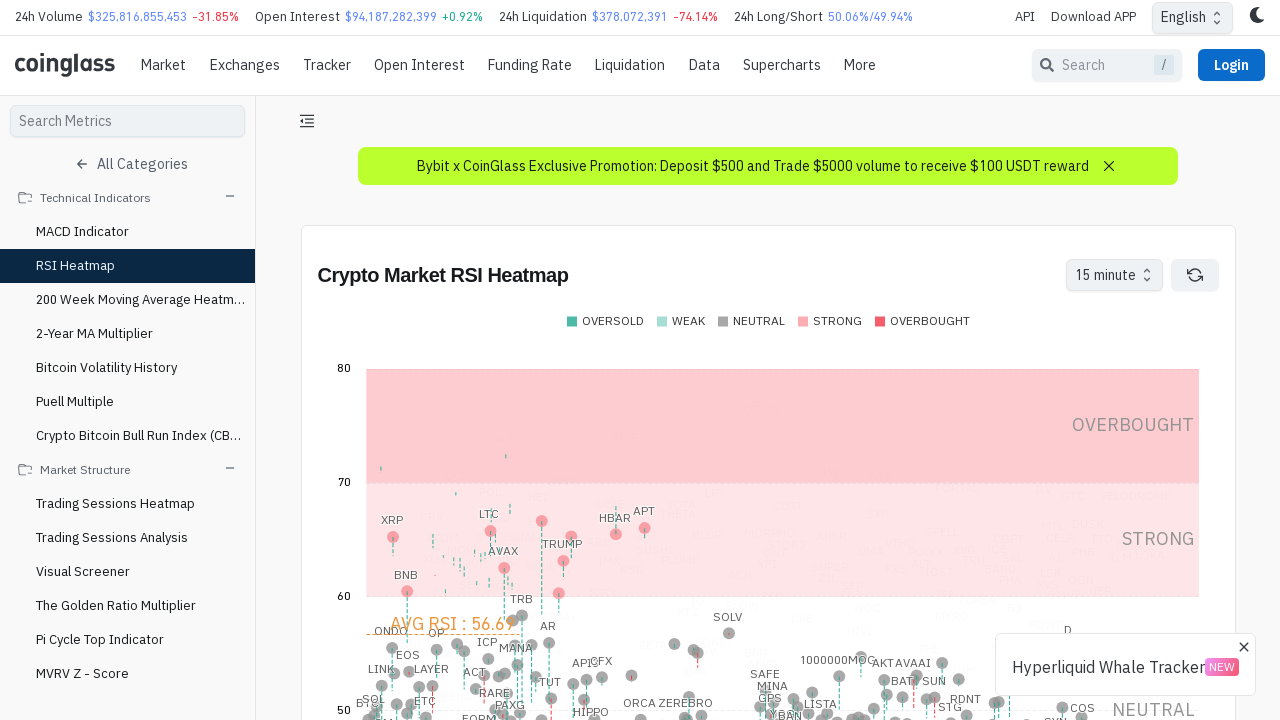 24h Volume $325,816,855,453 -31.85% Open Interest $94,187,282,399 +0.92% 24h Liquidation $378,072,391 -74.14% 24h Long/Short 50.06%/49.94% API Download APP English
coinglass Market Exchanges Tracker Open Interest Funding Rate Liquidation Data Supercharts More Search / Login
Search Metrics
All Categories
Technical Indicators
MACD Indicator
RSI Heatmap
200 Week Moving Average Heatm...
2-Year MA Multiplier
Bitcoin Volatility History
Puell Multiple
Crypto Bitcoin Bull Run Index (CB...
Market Structure
Trading Sessions Heatmap
Trading Sessions Analysis
Visual Screener
The Golden Ratio Multiplier
Pi Cycle Top Indicator
MVRV Z - Score
Bybit x CoinGlass Exclusive Promotion: Deposit $500 and Trade $5000 volume to receive $100 USDT reward
Crypto Market RSI Heatmap
15 minute
OVERSOLD WEAK NEUTRAL STRONG OVERBOUGHT
80
OVERBOUGHT
70
XRP LTC HBAR APT
STRONG
TRUMP
AVAX
BNB
60
TRB
SOLV
AVG RSI : 56.67
AR
ONDO OP D
ICP MANA
EOS
1000000MOG AKT AVAAI
CFX
LINK LAYER ACT
SAFE
TUT BAT SUN
MINA
RARE
SOL ETC GPS RDNT
PAXG ORCA ZEROBRO LISTA
STG COS
50 HIPPO BAN NEUTRAL
FORM
Hyperliquid Whale Tracker NEW